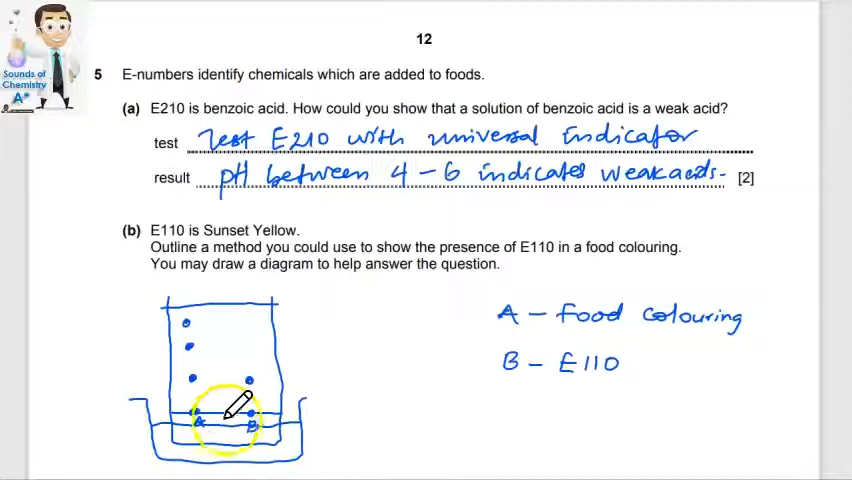 12
Sounds of
Chemistry
A*
5 E-numbers identify chemicals which are added to foods.
(a) E210 is benzoic acid. How could you show that a solution of benzoic acid is a weak acid?
test Test E210 with universal indicator
result pH between 4 - 6 indicates weak acids. [2]
(b) E110 is Sunset Yellow.
Outline a method you could use to show the presence of E110 in a food colouring.
You may draw a diagram to help answer the question.
A - Food colouring
B - E110
A B